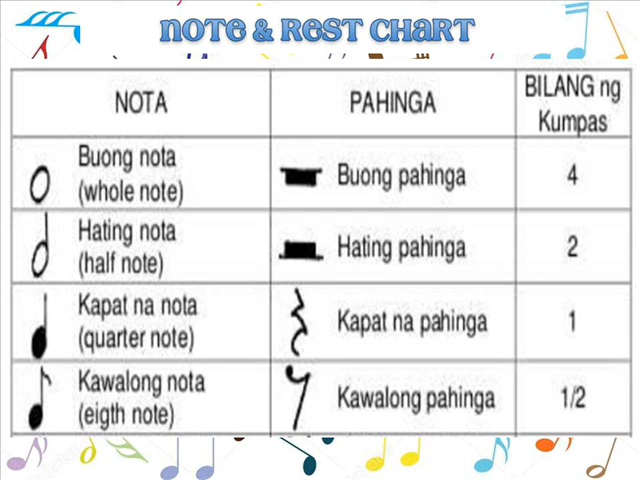 NOTE & REST CHART
NOTA
PAHINGA
BILANG ng
Kumpas
Buong nota
(whole note)
Buong pahinga
4
Hating nota
(half note)
Hating pahinga
2
Kapat na nota
(quarter note)
Kapat na pahinga
1
Kawalong nota
(eigth note)
Kawalong pahinga
1/2